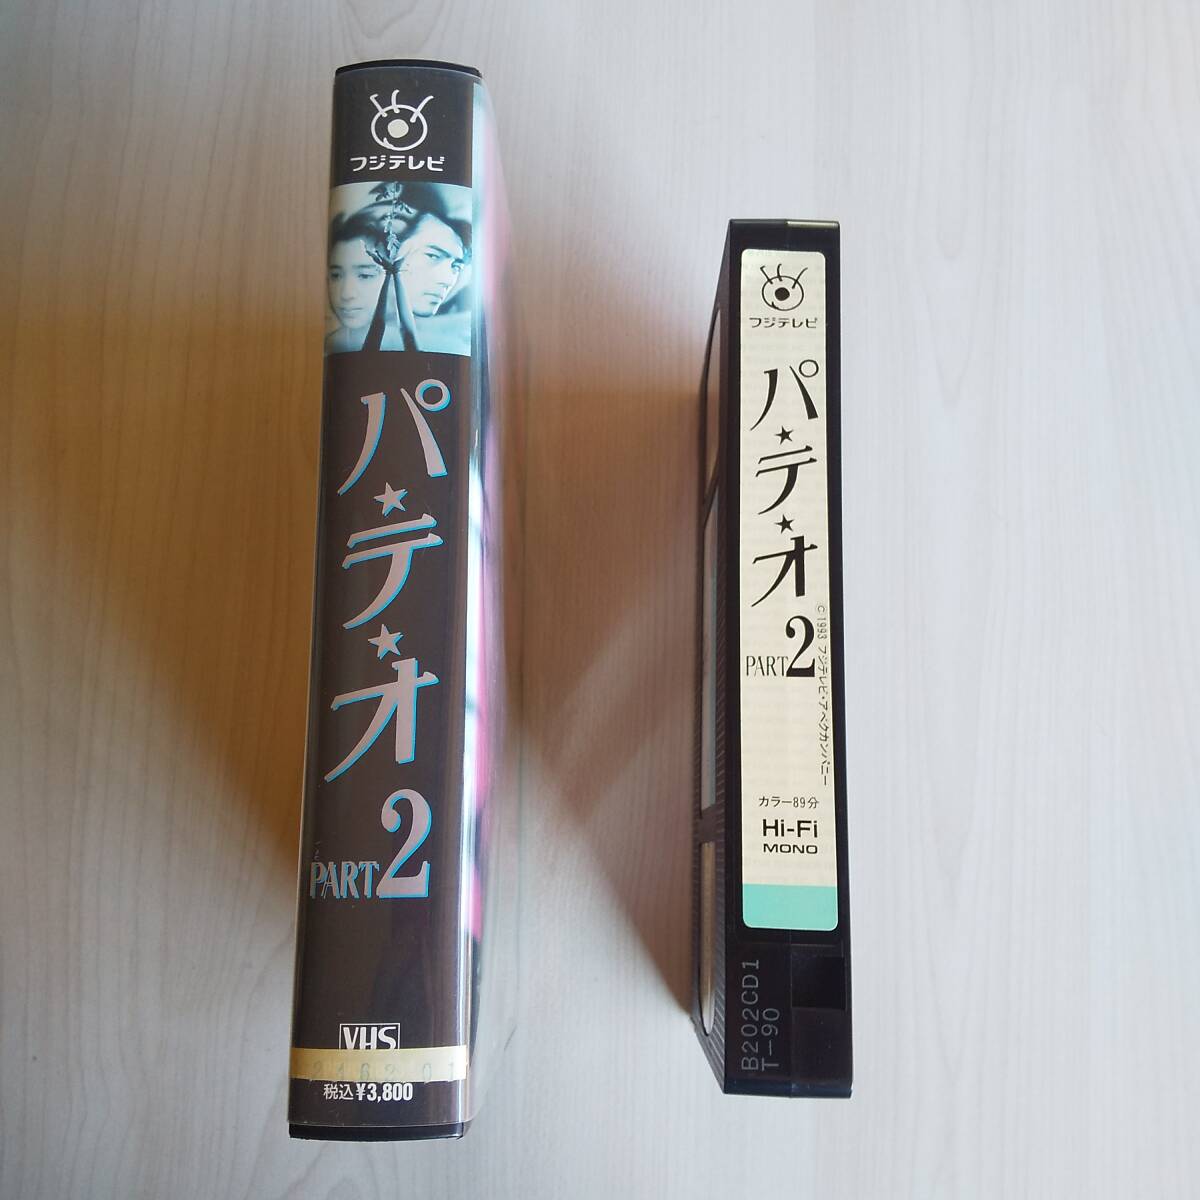 フジテレビ
パ★テ★オ
PART2
VHS
246201
税込¥3,800
フジテレビ
パ★テ★オ
PART2
©1993 フジテレビ・アベクカンパニー
カラー89分
Hi-Fi
MONO
B202CD1
T-90